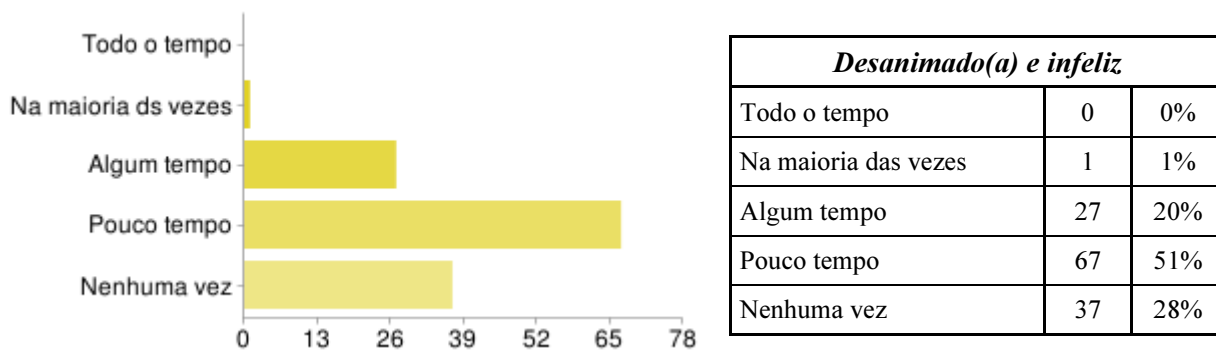 Todo o tempo
Na maioria ds vezes
Algum tempo
Pouco tempo
Nenhuma vez
0 13 26 39 52 65 78
Desanimado(a) e infeliz
Todo o tempo 0 0%
Na maioria das vezes 1 1%
Algum tempo 27 20%
Pouco tempo 67 51%
Nenhuma vez 37 28%